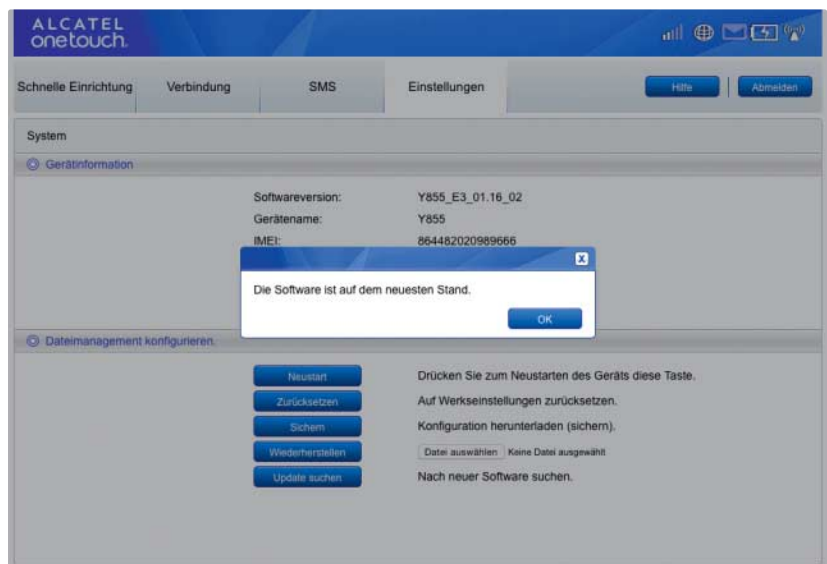 ALCATEL
onetouch.
Schnelle Einrichtung Verbindung SMS Einstellungen Hilfe Abmelden
System
Gerätinformation
Softwareversion: Y855_E3_01.16_02
Gerätename: Y855
IMEI: 864482020989666
X
Die Software ist auf dem neuesten Stand.
OK
Dateimanagement konfigurieren
Neustart Drücken Sie zum Neustarten des Geräts diese Taste.
Zurücksetzen Auf Werkseinstellungen zurücksetzen.
Sichern Konfiguration herunterladen (sichern).
Wiederherstellen Datei auswählen Keine Datei ausgewählt
Update suchen Nach neuer Software suchen.